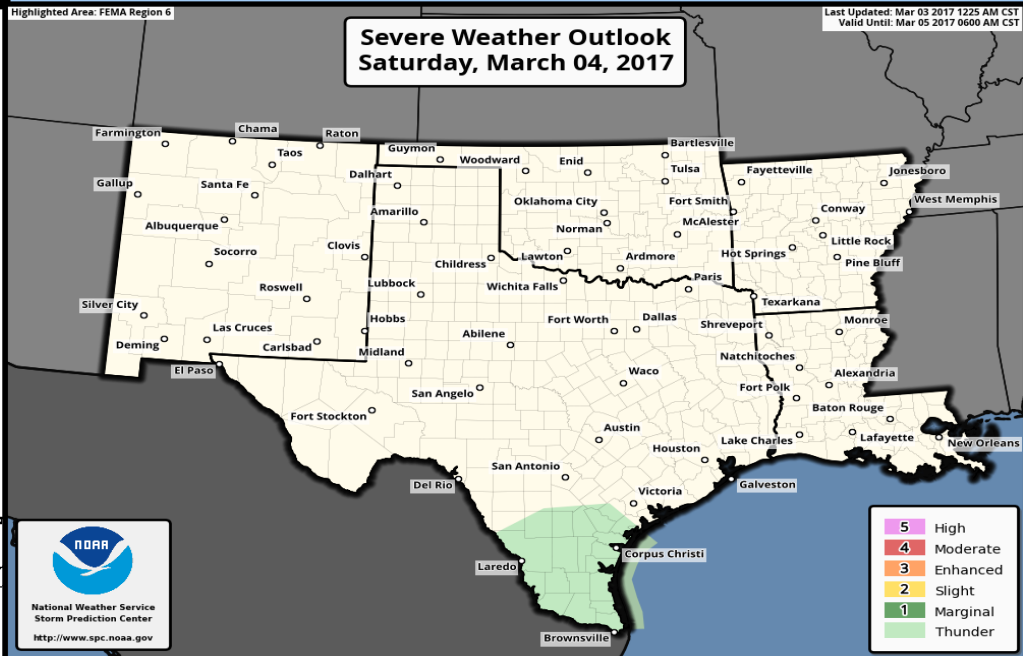 Highlighted Area: FEMA Region 6
Last Updated: Mar 03 2017 1225 AM CST
Valid Until: Mar 05 2017 0600 AM CST
Severe Weather Outlook
Saturday, March 04, 2017
Farmington
Chama
Raton
Guymon
Bartlesville
Taos
Woodward
Enid
Tulsa
Fayetteville
Jonesboro
Gallup
Santa Fe
Dalhart
Oklahoma City
Fort Smith
West Memphis
Albuquerque
Amarillo
Norman
McAlester
Conway
Socorro
Clovis
Childress
Lawton
Ardmore
Hot Springs
Little Rock
Pine Bluff
Roswell
Lubbock
Wichita Falls
Paris
Texarkana
Silver City
Las Cruces
Hobbs
Abilene
Fort Worth
Dallas
Shreveport
Monroe
Deming
Carlsbad
Midland
Natchitoches
El Paso
San Angelo
Waco
Fort Polk
Alexandria
Fort Stockton
Austin
Baton Rouge
Houston
Lake Charles
Lafayette
New Orleans
Del Rio
San Antonio
Victoria
Galveston
Laredo
Corpus Christi
Brownsville
NOAA
National Weather Service
Storm Prediction Center
http://www.spc.noaa.gov
5 High
4 Moderate
3 Enhanced
2 Slight
1 Marginal
Thunder